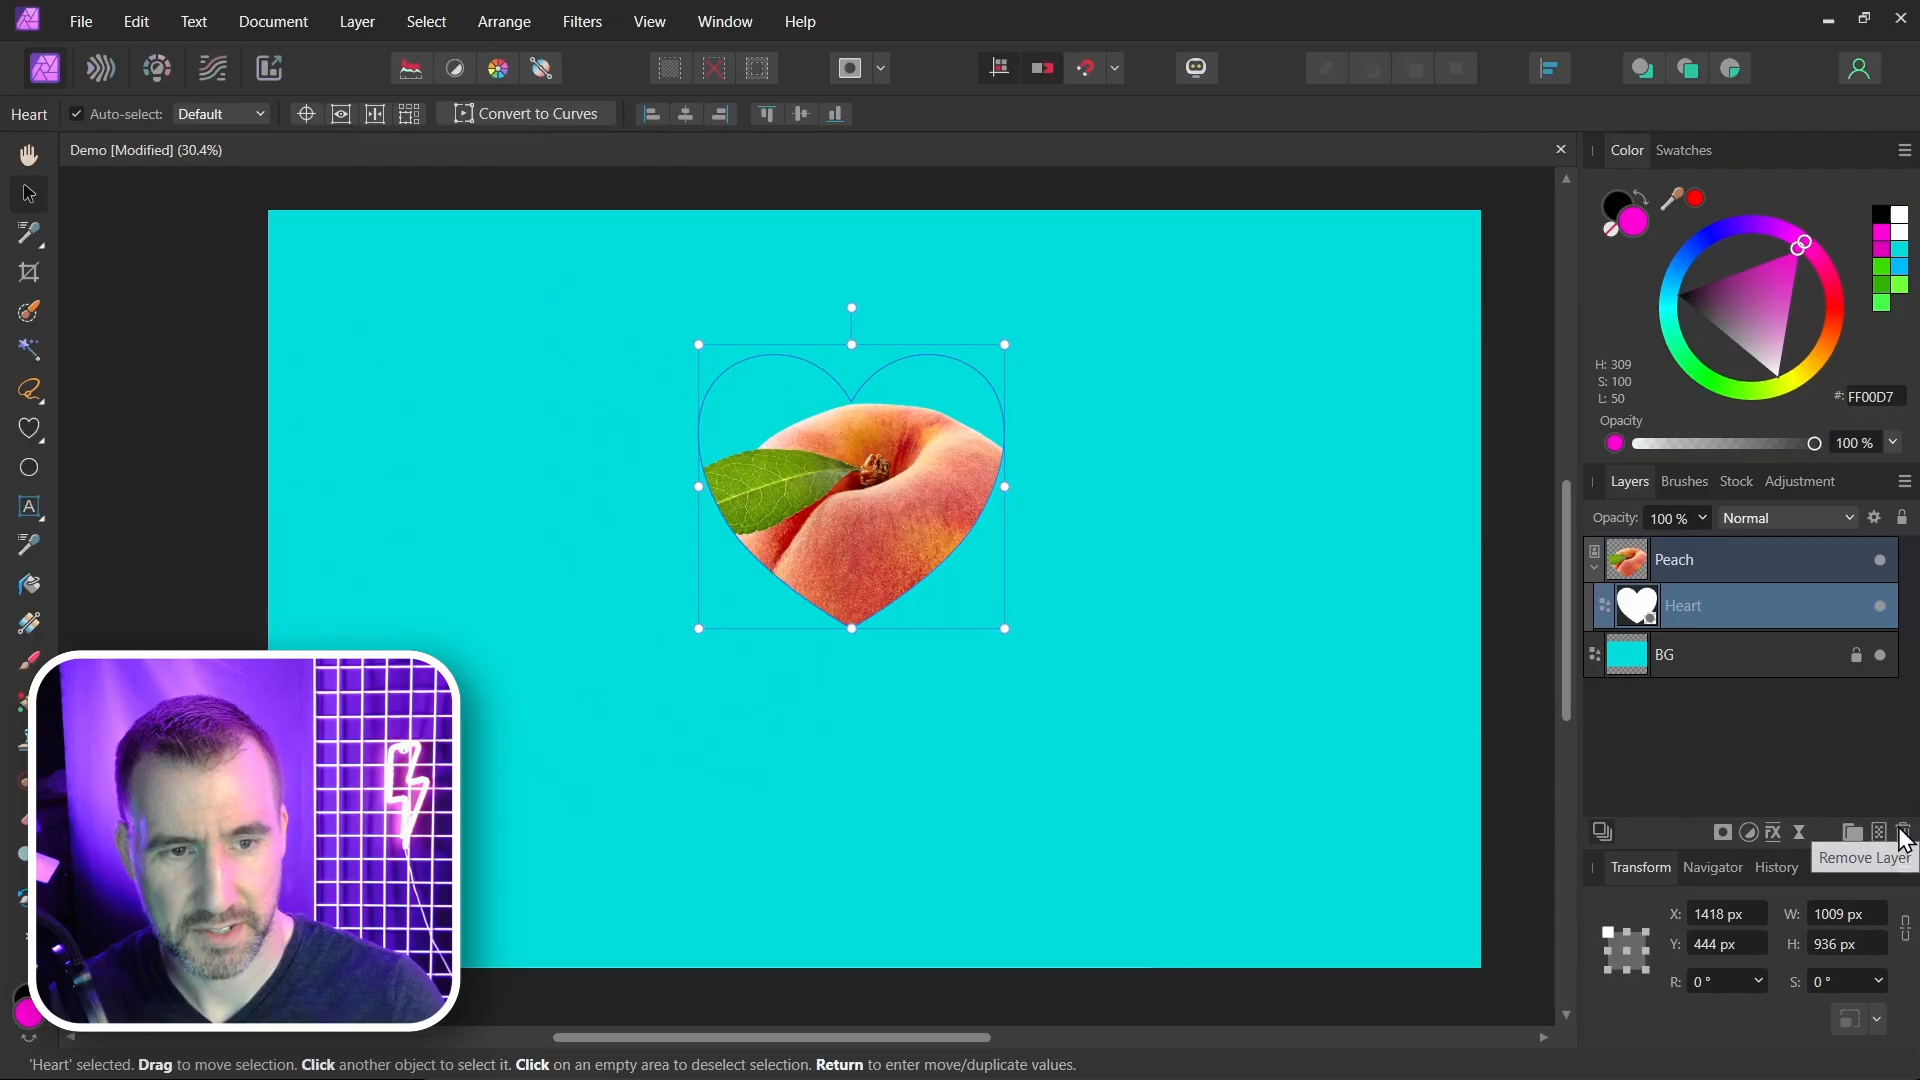 File Edit Text Document Layer Select Arrange Filters View Window Help
Heart Auto-select: Default Convert to Curves
Demo [Modified] (30.4%)
Color Swatches
H: 309
S: 100
L: 50
#: FF00D7
Opacity
100 %
Layers Brushes Stock Adjustment
Opacity: 100 % Normal
Peach
Heart
BG
Remove Layer
Transform Navigator History
X: 1418 px W: 1009 px
Y: 444 px H: 936 px
R: 0 ° S: 0 °
'Heart' selected. Drag to move selection. Click another object to select it. Click on an empty area to deselect selection. Return to enter move/duplicate values.